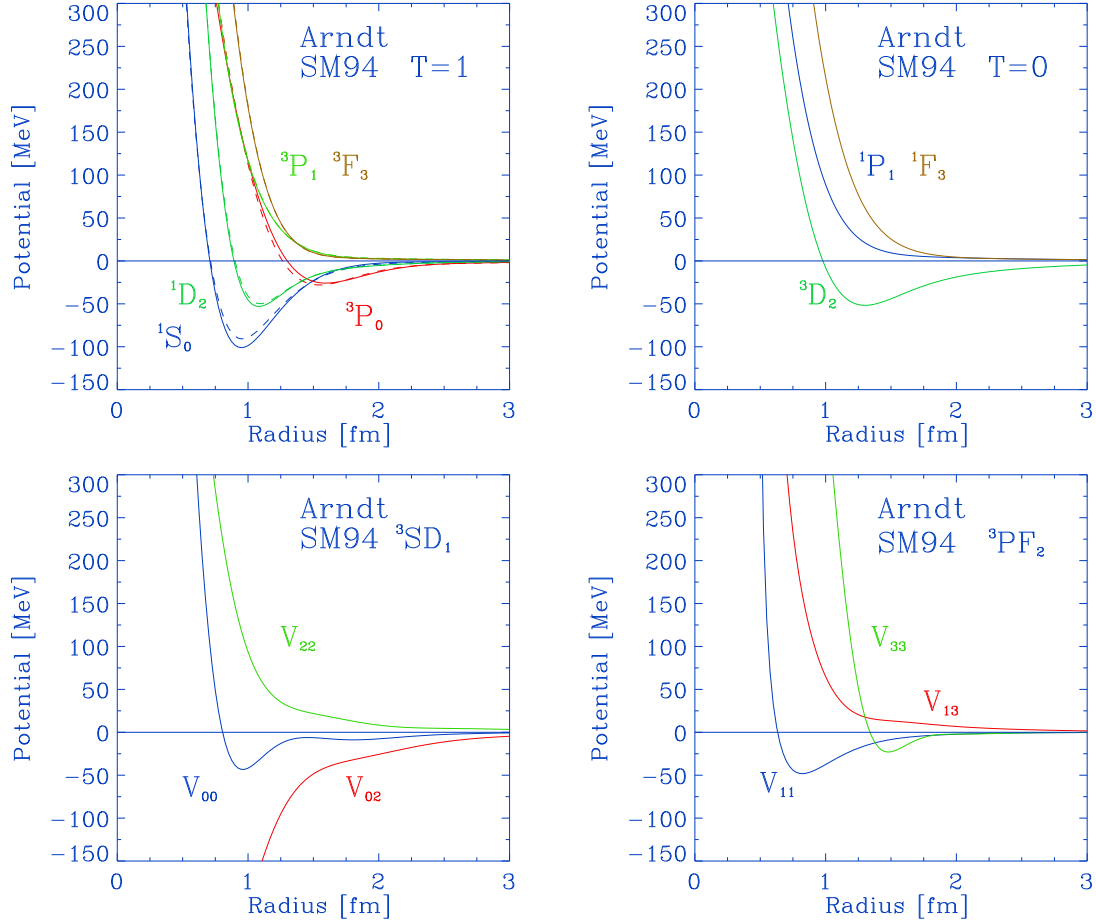 Arndt
SM94 T=1
³P₁ ³F₃
¹D₂
³P₀
¹S₀
300
250
200
150
100
50
0
−50
−100
−150
Potential [MeV]
0 1 2 3
Radius [fm]
Arndt
SM94 T=0
¹P₁ ¹F₃
³D₂
300
250
200
150
100
50
0
−50
−100
−150
Potential [MeV]
0 1 2 3
Radius [fm]
Arndt
SM94 ³SD₁
V₂₂
V₀₀
V₀₂
300
250
200
150
100
50
0
−50
−100
−150
Potential [MeV]
0 1 2 3
Radius [fm]
Arndt
SM94 ³PF₂
V₃₃
V₁₃
V₁₁
300
250
200
150
100
50
0
−50
−100
−150
Potential [MeV]
0 1 2 3
Radius [fm]